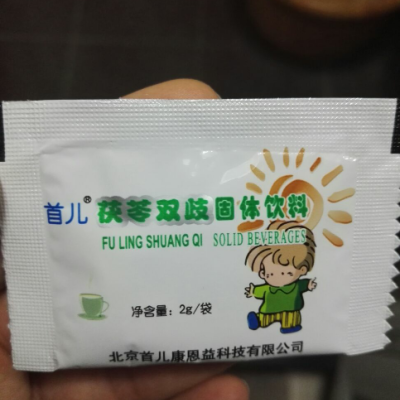 首儿®茯苓双歧固体饮料
FU LING SHUANG QI SOLID BEVERAGES
净含量：2g/袋
北京首儿康恩益科技有限公司